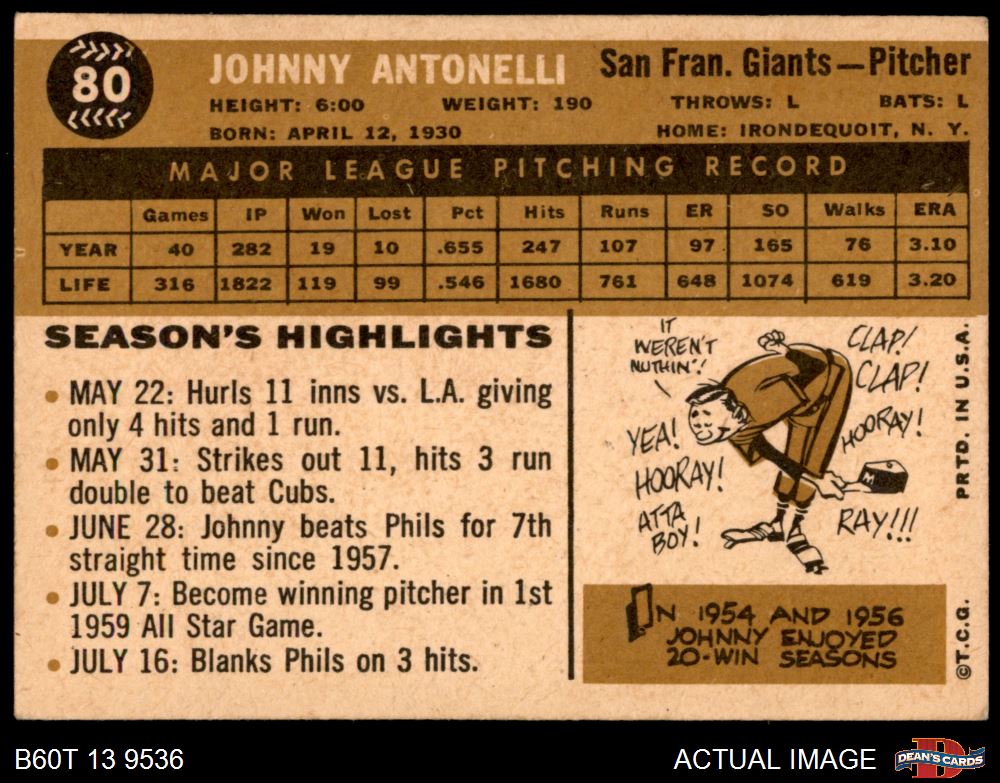 80
JOHNNY ANTONELLI
San Fran. Giants—Pitcher
HEIGHT: 6:00 WEIGHT: 190 THROWS: L BATS: L
BORN: APRIL 12, 1930 HOME: IRONDEQUOIT, N. Y.
MAJOR LEAGUE PITCHING RECORD
Games IP Won Lost Pct Hits Runs ER SO Walks ERA
YEAR 40 282 19 10 .655 247 107 97 165 76 3.10
LIFE 316 1822 119 99 .546 1680 761 648 1074 619 3.20
SEASON'S HIGHLIGHTS
• MAY 22: Hurls 11 inns vs. L.A. giving
only 4 hits and 1 run.
• MAY 31: Strikes out 11, hits 3 run
double to beat Cubs.
• JUNE 28: Johnny beats Phils for 7th
straight time since 1957.
• JULY 7: Become winning pitcher in 1st
1959 All Star Game.
• JULY 16: Blanks Phils on 3 hits.
IT
WEREN'T
NUTHIN'!
CLAP!
CLAP!
YEA!
HOORAY!
HOORAY!
ATTA
BOY!
RAY!!!
M
IN 1954 AND 1956
JOHNNY ENJOYED
20-WIN SEASONS
PRTD. IN U.S.A.
©T.C.G.
B60T 13 9536
ACTUAL IMAGE
D
DEAN'S CARDS